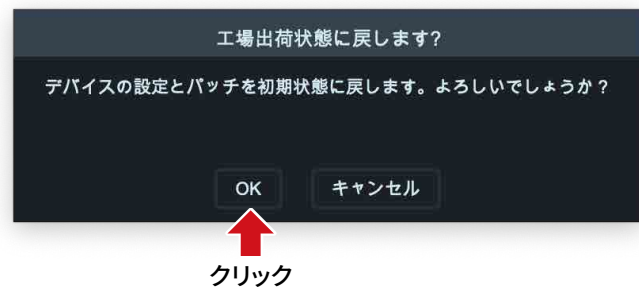 工場出荷状態に戻します?
デバイスの設定とパッチを初期状態に戻します。よろしいでしょうか？
OK
キャンセル
クリック